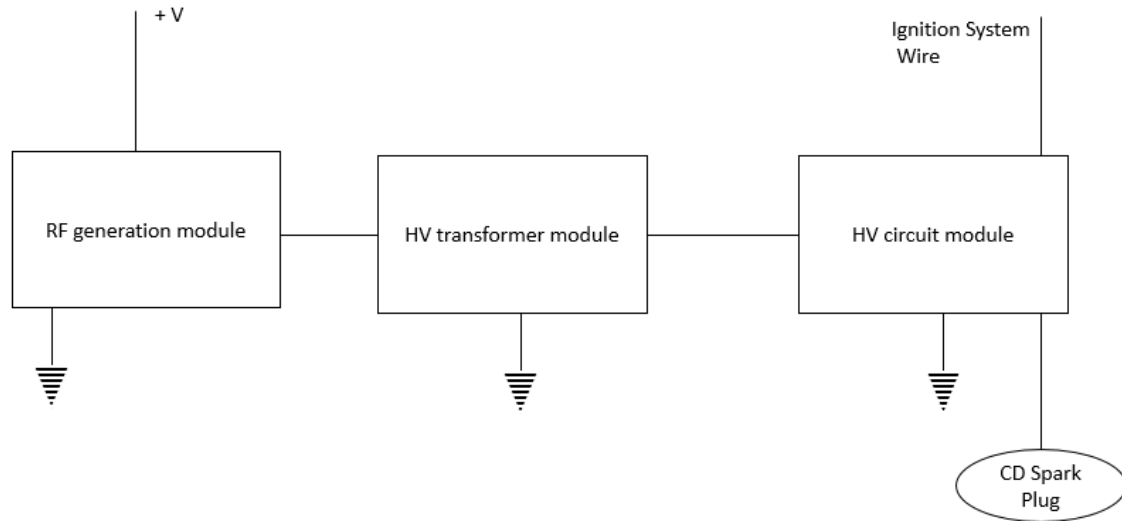 + V
Ignition System
Wire
RF generation module
HV transformer module
HV circuit module
CD Spark
Plug